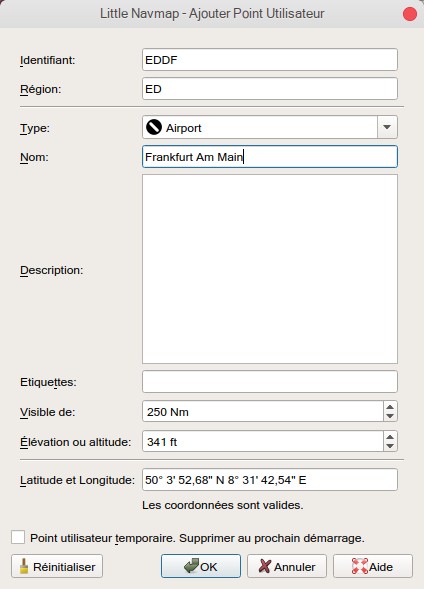 Little Navmap - Ajouter Point Utilisateur
Identifiant: EDDF
Région: ED
Type: Airport
Nom: Frankfurt Am Main
Description:
Etiquettes:
Visible de: 250 Nm
Élévation ou altitude: 341 ft
Latitude et Longitude: 50° 3' 52,68" N 8° 31' 42,54" E
Les coordonnées sont valides.
Point utilisateur temporaire. Supprimer au prochain démarrage.
Réinitialiser OK Annuler Aide